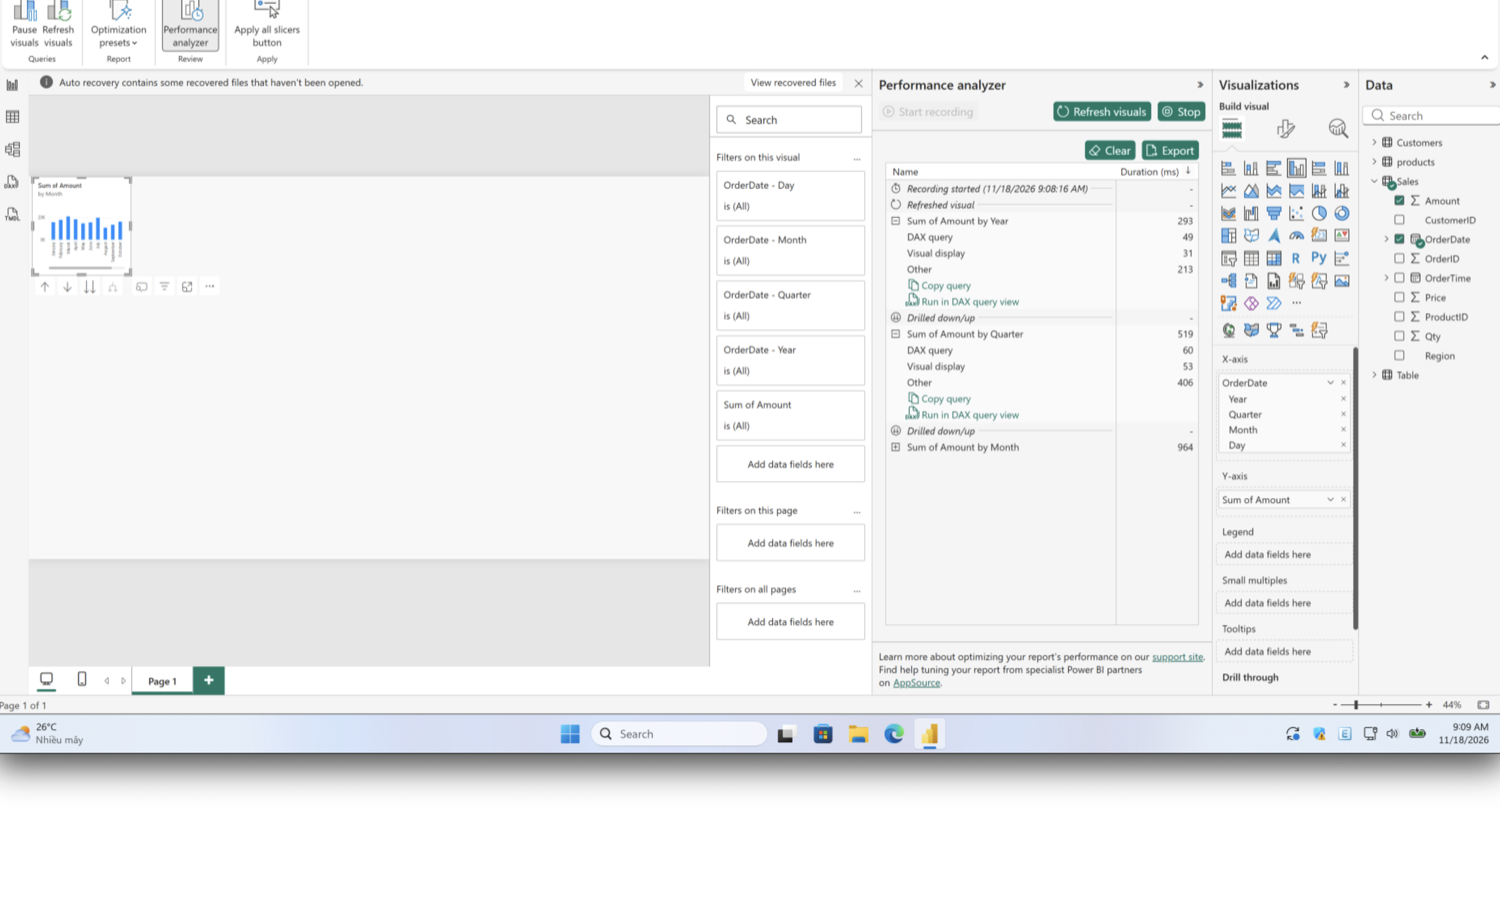 Pause visuals
Refresh visuals
Optimization presets
Performance analyzer
Apply all slicers button
Queries
Report
Review
Apply
Auto recovery contains some recovered files that haven't been opened.
View recovered files
Sum of Amount
by Month
Search
Filters on this visual
...
OrderDate - Day
is (All)
OrderDate - Month
is (All)
OrderDate - Quarter
is (All)
OrderDate - Year
is (All)
Sum of Amount
is (All)
Add data fields here
Filters on this page
...
Add data fields here
Filters on all pages
...
Add data fields here
Performance analyzer
Start recording
Refresh visuals
Stop
Clear
Export
Name
Duration (ms)
Recording started (11/18/2026 9:08:16 AM)
-
Refreshed visual
-
Sum of Amount by Year
293
DAX query
49
Visual display
31
Other
213
Copy query
Run in DAX query view
Drilled down/up
-
Sum of Amount by Quarter
519
DAX query
60
Visual display
53
Other
406
Copy query
Run in DAX query view
Drilled down/up
-
Sum of Amount by Month
964
Learn more about optimizing your report's performance on our support site.
Find help tuning your report from specialist Power BI partners
on AppSource.
Visualizations
Build visual
R
Py
...
X-axis
OrderDate
Year
Quarter
Month
Day
Y-axis
Sum of Amount
Legend
Add data fields here
Small multiples
Add data fields here
Tooltips
Add data fields here
Drill through
Data
Search
Customers
products
Sales
Amount
CustomerID
OrderDate
OrderID
OrderTime
Price
ProductID
Qty
Region
Table
Page 1
Page 1 of 1
- + 44%
26°C
Nhiều mây
Search
9:09 AM
11/18/2026